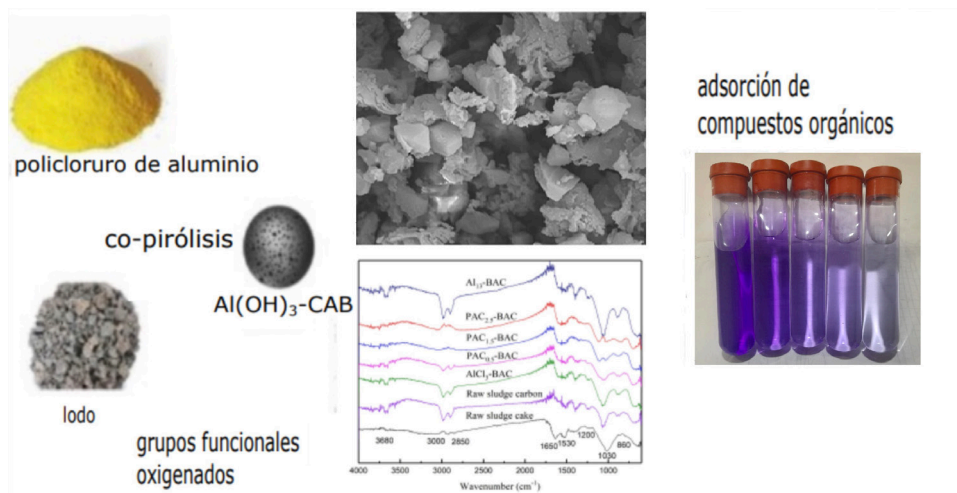 policloruro de aluminio
co-pirólisis
Al(OH)₃-CAB
lodo
grupos funcionales
oxigenados
Al₁₃-BAC
PAC₂.₅-BAC
PAC₁.₅-BAC
PAC₀.₅-BAC
AlCl₃-BAC
Raw sludge carbon
Raw sludge cake
3680 3000 2850 1650 1530 1200 1030 860
4000 3500 3000 2500 2000 1500 1000
Wavenumber (cm⁻¹)
adsorción de
compuestos orgánicos